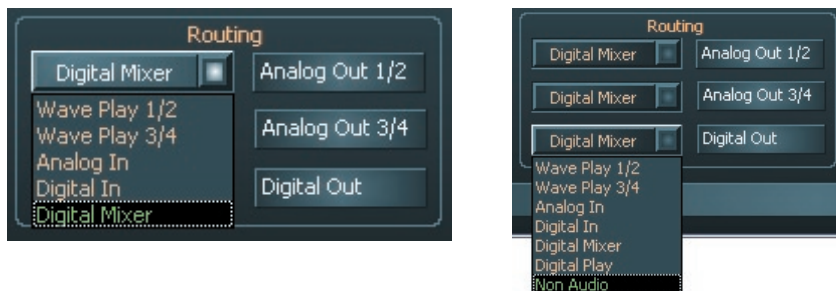 Routing
Digital Mixer Analog Out 1/2
Wave Play 1/2
Wave Play 3/4
Analog In
Digital In
Digital Mixer
Analog Out 3/4
Digital Out
Routing
Digital Mixer Analog Out 1/2
Digital Mixer Analog Out 3/4
Digital Mixer Digital Out
Wave Play 1/2
Wave Play 3/4
Analog In
Digital In
Digital Mixer
Digital Play
Non Audio